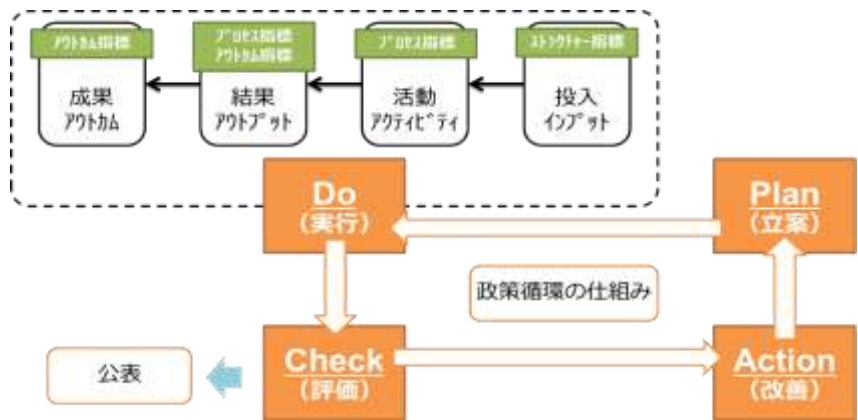 アウトカム指標
成果
アウトカム
プロセス指標
アウトカム指標
結果
アウトプット
プロセス指標
活動
アクティビティ
ストラクチャー指標
投入
インプット
Do
(実行)
Plan
(立案)
政策循環の仕組み
Check
(評価)
Action
(改善)
公表